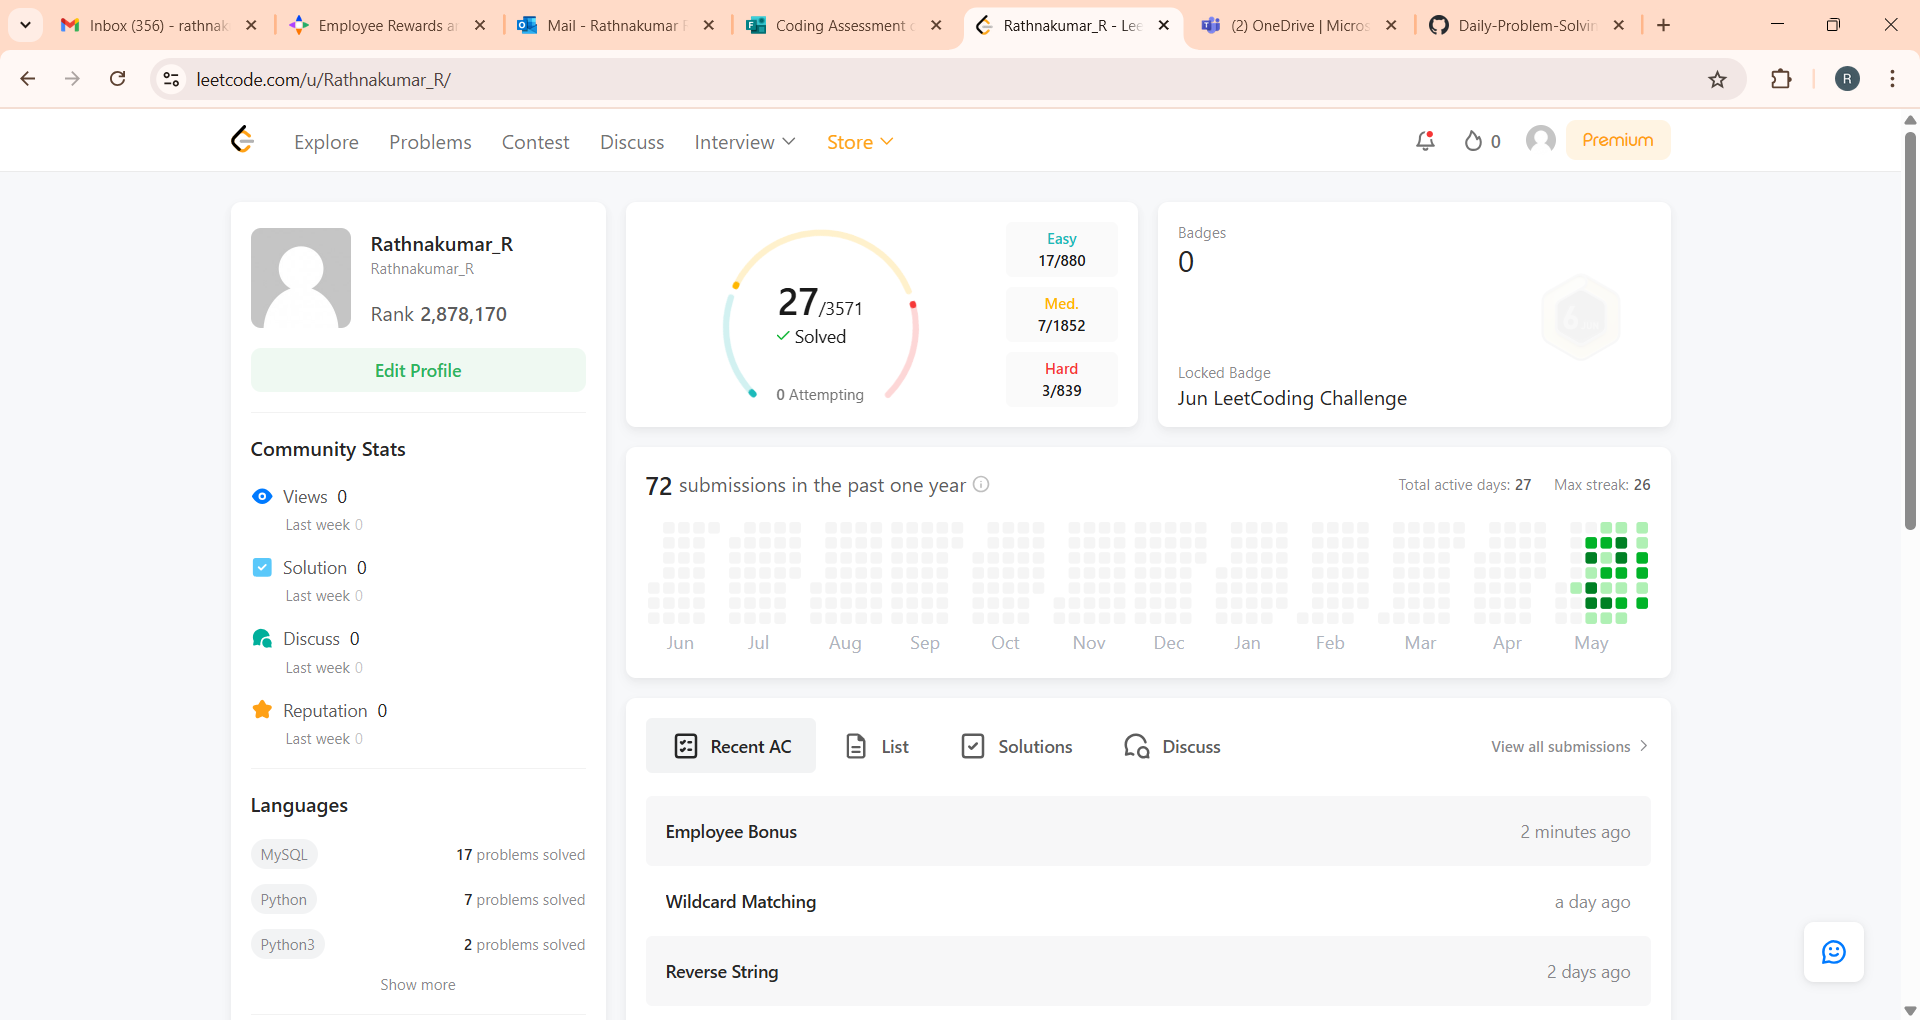 Inbox (356) - rathnak
Employee Rewards a
Mail - Rathnakumar
Coding Assessment
Rathnakumar_R - Lee
(2) OneDrive | Micros
Daily-Problem-Solvin
leetcode.com/u/Rathnakumar_R/
R
Explore
Problems
Contest
Discuss
Interview
Store
0
Premium
Rathnakumar_R
Rathnakumar_R
Rank 2,878,170
Edit Profile
Community Stats
Views 0
Last week 0
Solution 0
Last week 0
Discuss 0
Last week 0
Reputation 0
Last week 0
Languages
MySQL 17 problems solved
Python 7 problems solved
Python3 2 problems solved
Show more
27/3571
Solved
0 Attempting
Easy
17/880
Med.
7/1852
Hard
3/839
Badges
0
Locked Badge
Jun LeetCoding Challenge
72 submissions in the past one year
Total active days: 27 Max streak: 26
Jun Jul Aug Sep Oct Nov Dec Jan Feb Mar Apr May
Recent AC
List
Solutions
Discuss
View all submissions
Employee Bonus 2 minutes ago
Wildcard Matching a day ago
Reverse String 2 days ago